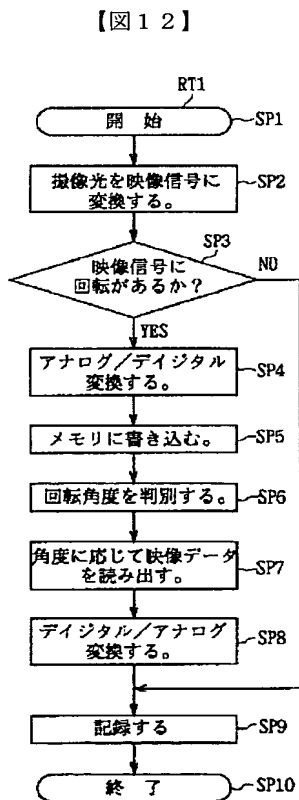 【図１２】
RT1
開　始
SP1
撮像光を映像信号に
変換する。
SP2
SP3
映像信号に
回転があるか？
NO
YES
アナログ／デイジタル
変換する。
SP4
メモリに書き込む。
SP5
回転角度を判別する。
SP6
角度に応じて映像データ
を読み出す。
SP7
デイジタル／アナログ
変換する。
SP8
記録する
SP9
終　了
SP10